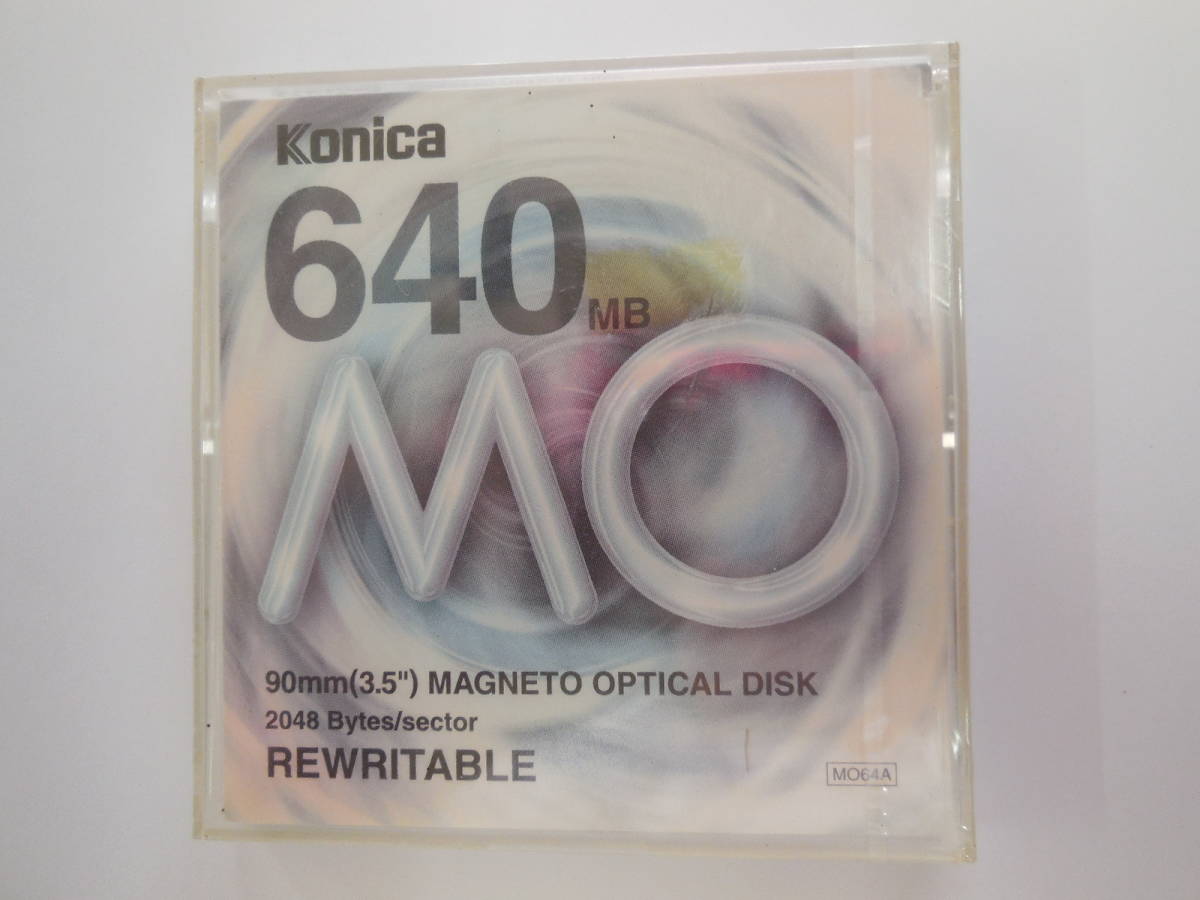 Konica
640MB
MO
90mm(3.5") MAGNETO OPTICAL DISK
2048 Bytes/sector
REWRITABLE
MO64A